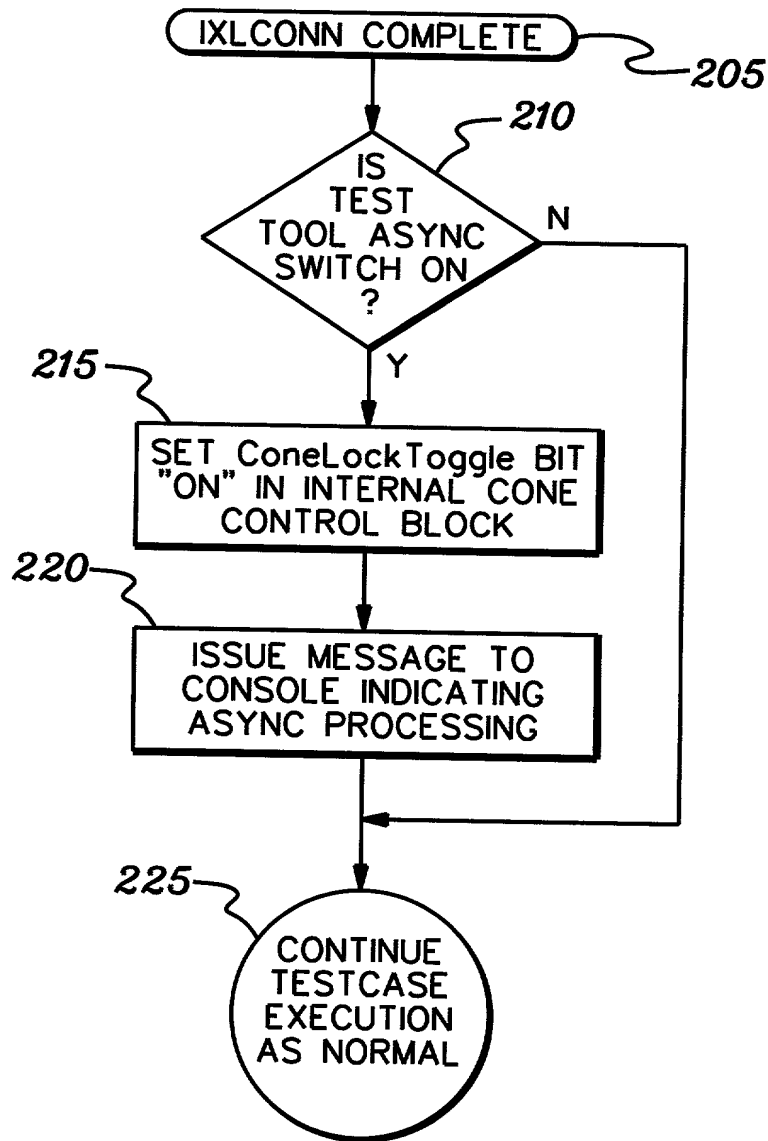 IXLCONN COMPLETE
205
210
IS
TEST
TOOL ASYNC
SWITCH ON
?
N
Y
215
SET ConeLockToggle BIT
"ON" IN INTERNAL CONE
CONTROL BLOCK
220
ISSUE MESSAGE TO
CONSOLE INDICATING
ASYNC PROCESSING
225
CONTINUE
TESTCASE
EXECUTION
AS NORMAL